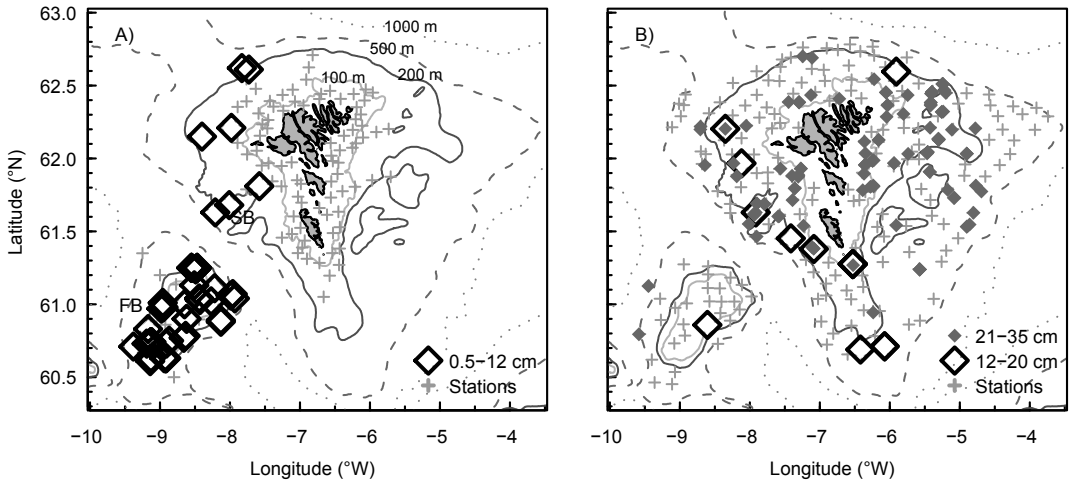 63.0
62.5
62.0
61.5
61.0
60.5
Latitude (°N)
A)
1000 m
500 m
200 m
100 m
SB
FB
0.5−12 cm
Stations
−10 −9 −8 −7 −6 −5 −4
Longitude (°W)
B)
21−35 cm
12−20 cm
Stations
−10 −9 −8 −7 −6 −5 −4
Longitude (°W)